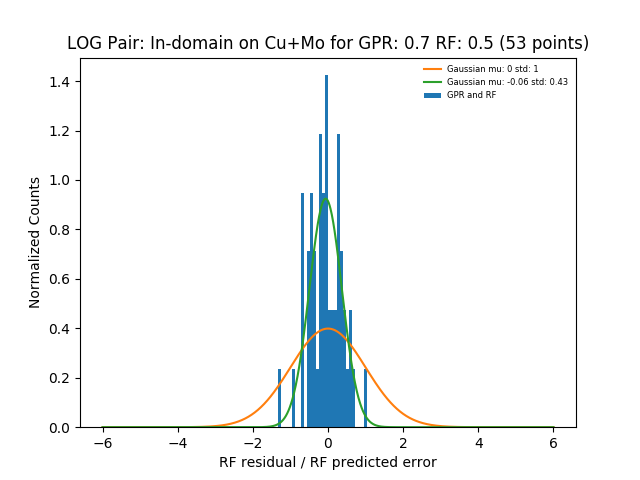 LOG Pair: In-domain on Cu+Mo for GPR: 0.7 RF: 0.5 (53 points)
Gaussian mu: 0 std: 1
Gaussian mu: -0.06 std: 0.43
GPR and RF
1.4
1.2
1.0
0.8
0.6
0.4
0.2
0.0
Normalized Counts
−6 −4 −2 0 2 4 6
RF residual / RF predicted error